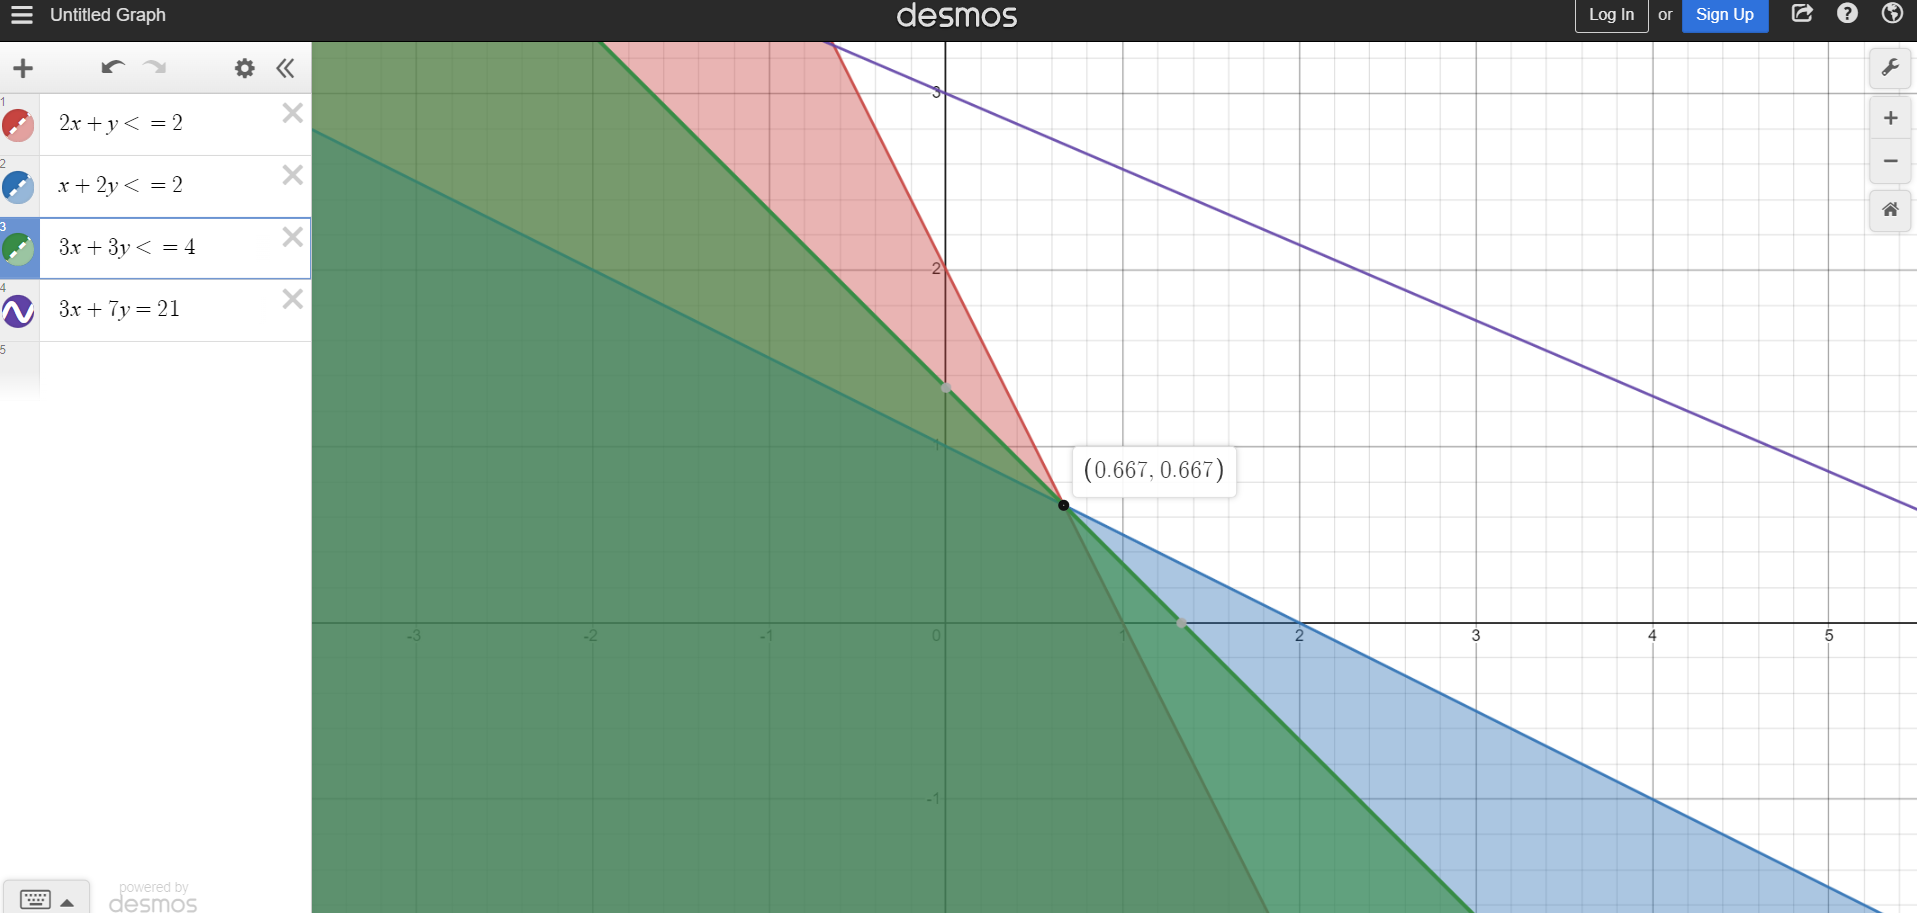 Untitled Graph
desmos
Log In or Sign Up
1
2x + y < = 2
2
x + 2y < = 2
3
3x + 3y < = 4
4
3x + 7y = 21
5
3
2
1
(0.667, 0.667)
-3 -2 -1 0 1 2 3 4 5
-1
powered by
desmos